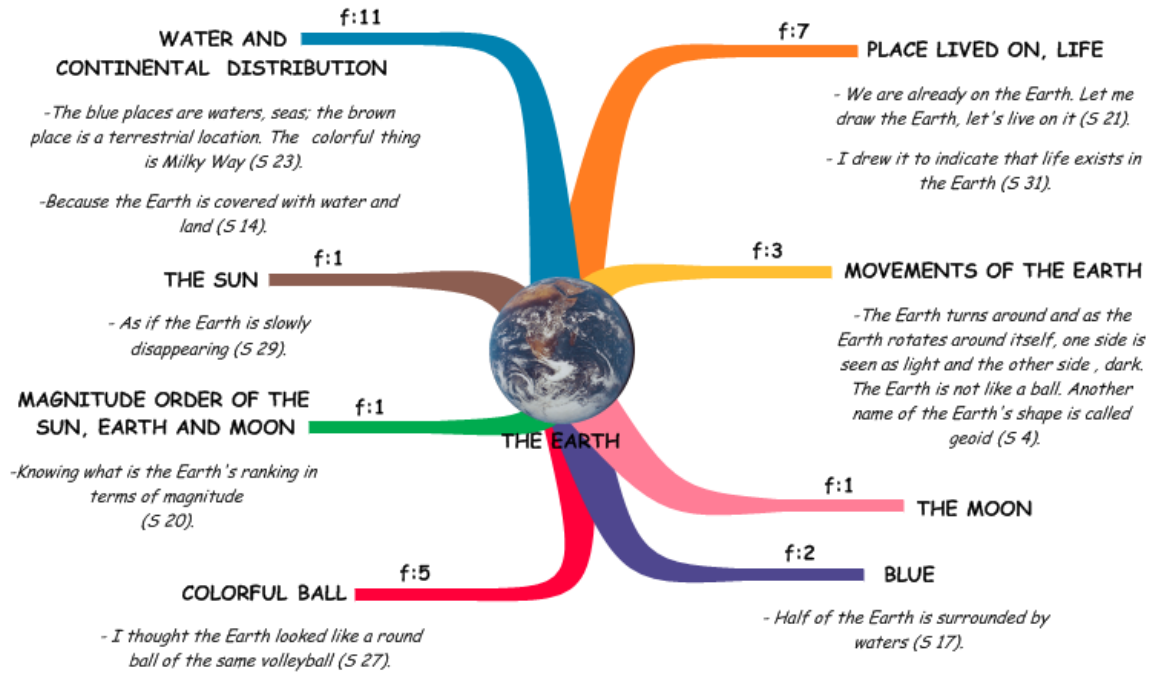 f:11
WATER AND
CONTINENTAL DISTRIBUTION
-The blue places are waters, seas; the brown
place is a terrestrial location. The colorful thing
is Milky Way (S 23).
-Because the Earth is covered with water and
land (S 14).
f:1
THE SUN
- As if the Earth is slowly
disappearing (S 29).
f:1
MAGNITUDE ORDER OF THE
SUN, EARTH AND MOON
-Knowing what is the Earth's ranking in
terms of magnitude
(S 20).
f:5
COLORFUL BALL
- I thought the Earth looked like a round
ball of the same volleyball (S 27).
THE EARTH
f:7
PLACE LIVED ON, LIFE
- We are already on the Earth. Let me
draw the Earth, let's live on it (S 21).
- I drew it to indicate that life exists in
the Earth (S 31).
f:3
MOVEMENTS OF THE EARTH
-The Earth turns around and as the
Earth rotates around itself, one side is
seen as light and the other side , dark.
The Earth is not like a ball. Another
name of the Earth's shape is called
geoid (S 4).
f:1
THE MOON
f:2
BLUE
- Half of the Earth is surrounded by
waters (S 17).